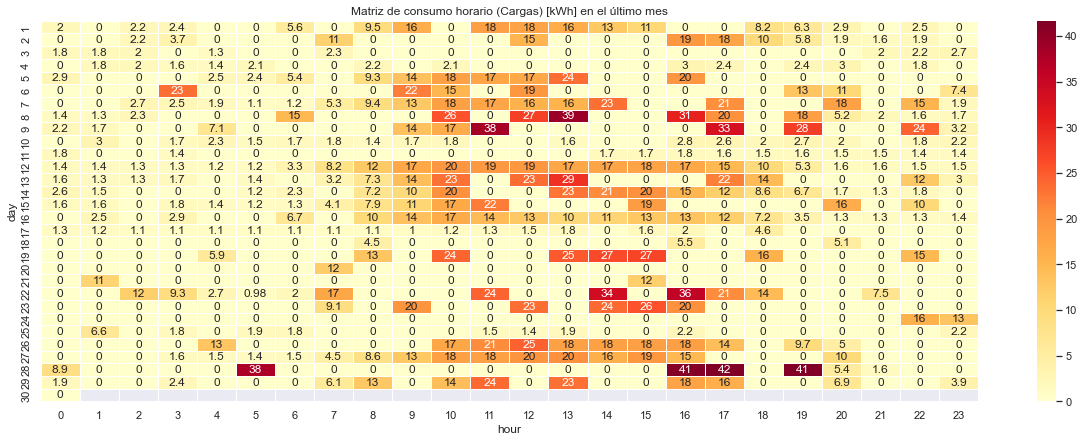 Matriz de consumo horario (Cargas) [kWh] en el último mes
1 2 0 2.2 2.4 0 0 5.6 0 9.5 16 0 18 18 16 13 11 0 0 8.2 6.3 2.9 0 2.5 0
2 0 0 2.2 3.7 0 0 0 11 0 0 0 0 15 0 0 0 19 18 10 5.8 1.9 1.6 1.9 0
3 1.8 1.8 2 0 1.3 0 0 2.3 0 0 0 0 0 0 0 0 0 0 0 0 0 2 2.2 2.7
4 0 1.8 2 1.6 1.4 2.1 0 0 2.2 0 2.1 0 0 0 0 0 3 2.4 0 2.4 3 0 1.8 0
5 2.9 0 0 0 2.5 2.4 5.4 0 9.3 14 18 17 17 24 0 0 20 0 0 0 0 0 0 0
6 0 0 0 23 0 0 0 0 0 22 15 0 19 0 0 0 0 0 0 13 11 0 0 7.4
7 0 0 2.7 2.5 1.9 1.1 1.2 5.3 9.4 13 18 17 16 16 23 0 0 21 0 0 18 0 15 1.9
8 1.4 1.3 2.3 0 0 0 15 0 0 0 26 0 27 39 0 0 31 20 0 18 5.2 2 1.6 1.7
9 2.2 1.7 0 0 7.1 0 0 0 0 14 17 38 0 0 0 0 0 33 0 28 0 0 24 3.2
10 0 3 0 1.7 2.3 1.5 1.7 1.8 1.4 1.7 1.8 0 0 1.6 0 0 2.8 2.6 2 2.7 2 0 1.8 2.2
11 1.8 0 0 1.4 0 0 0 0 0 0 0 0 0 0 1.7 1.7 1.8 1.6 1.5 1.6 1.5 1.5 1.4 1.4
12 1.4 1.4 1.3 1.3 1.2 1.2 3.3 8.2 12 17 20 19 19 17 17 18 17 15 10 5.3 1.6 1.6 1.5 1.5
13 1.6 1.3 1.3 1.7 0 1.4 0 3.2 7.3 14 23 0 23 29 0 0 0 22 14 0 0 0 12 3
14 2.6 1.5 0 0 0 1.2 2.3 0 7.2 10 20 0 0 23 21 20 15 12 8.6 6.7 1.7 1.3 1.8 0
15 1.6 1.6 0 1.8 1.4 1.2 1.3 4.1 7.9 11 17 22 0 0 0 19 0 0 0 0 16 0 10 0
16 0 2.5 0 2.9 0 0 6.7 0 10 14 17 14 13 10 11 13 13 12 7.2 3.5 1.3 1.3 1.3 1.4
17 1.3 1.2 1.1 1.1 1.1 1.1 1.1 1.1 1.1 1 1.2 1.3 1.5 1.8 0 1.6 2 0 4.6 0 0 0 0 0
18 0 0 0 0 0 0 0 0 4.5 0 0 0 0 0 0 0 5.5 0 0 0 5.1 0 0 0
19 0 0 0 0 5.9 0 0 0 13 0 24 0 0 25 27 27 0 0 16 0 0 0 15 0
20 0 0 0 0 0 0 0 12 0 0 0 0 0 0 0 0 0 0 0 0 0 0 0 0
21 0 11 0 0 0 0 0 0 0 0 0 0 0 0 0 12 0 0 0 0 0 0 0 0
22 0 0 12 9.3 2.7 0.98 2 17 0 0 0 24 0 0 34 0 36 21 14 0 0 7.5 0 0
23 0 0 0 0 0 0 0 9.1 0 20 0 0 23 0 24 26 20 0 0 0 0 0 0 0
24 0 0 0 0 0 0 0 0 0 0 0 0 0 0 0 0 0 0 0 0 0 0 16 13
25 0 6.6 0 1.8 0 1.9 1.8 0 0 0 0 1.5 1.4 1.9 0 0 2.2 0 0 0 0 0 0 2.2
26 0 0 0 0 13 0 0 0 0 0 17 21 25 18 18 18 18 14 0 9.7 5 0 0 0
27 0 0 0 1.6 1.5 1.4 1.5 4.5 8.6 13 18 18 20 20 16 19 15 0 0 0 10 0 0 0
28 8.9 0 0 0 0 38 0 0 0 0 0 0 0 0 0 0 41 42 0 41 5.4 1.6 0 0
29 1.9 0 0 2.4 0 0 0 6.1 13 0 14 24 0 23 0 0 18 16 0 0 6.9 0 0 3.9
30 0
day
0 1 2 3 4 5 6 7 8 9 10 11 12 13 14 15 16 17 18 19 20 21 22 23
hour
40
35
30
25
20
15
10
5
0